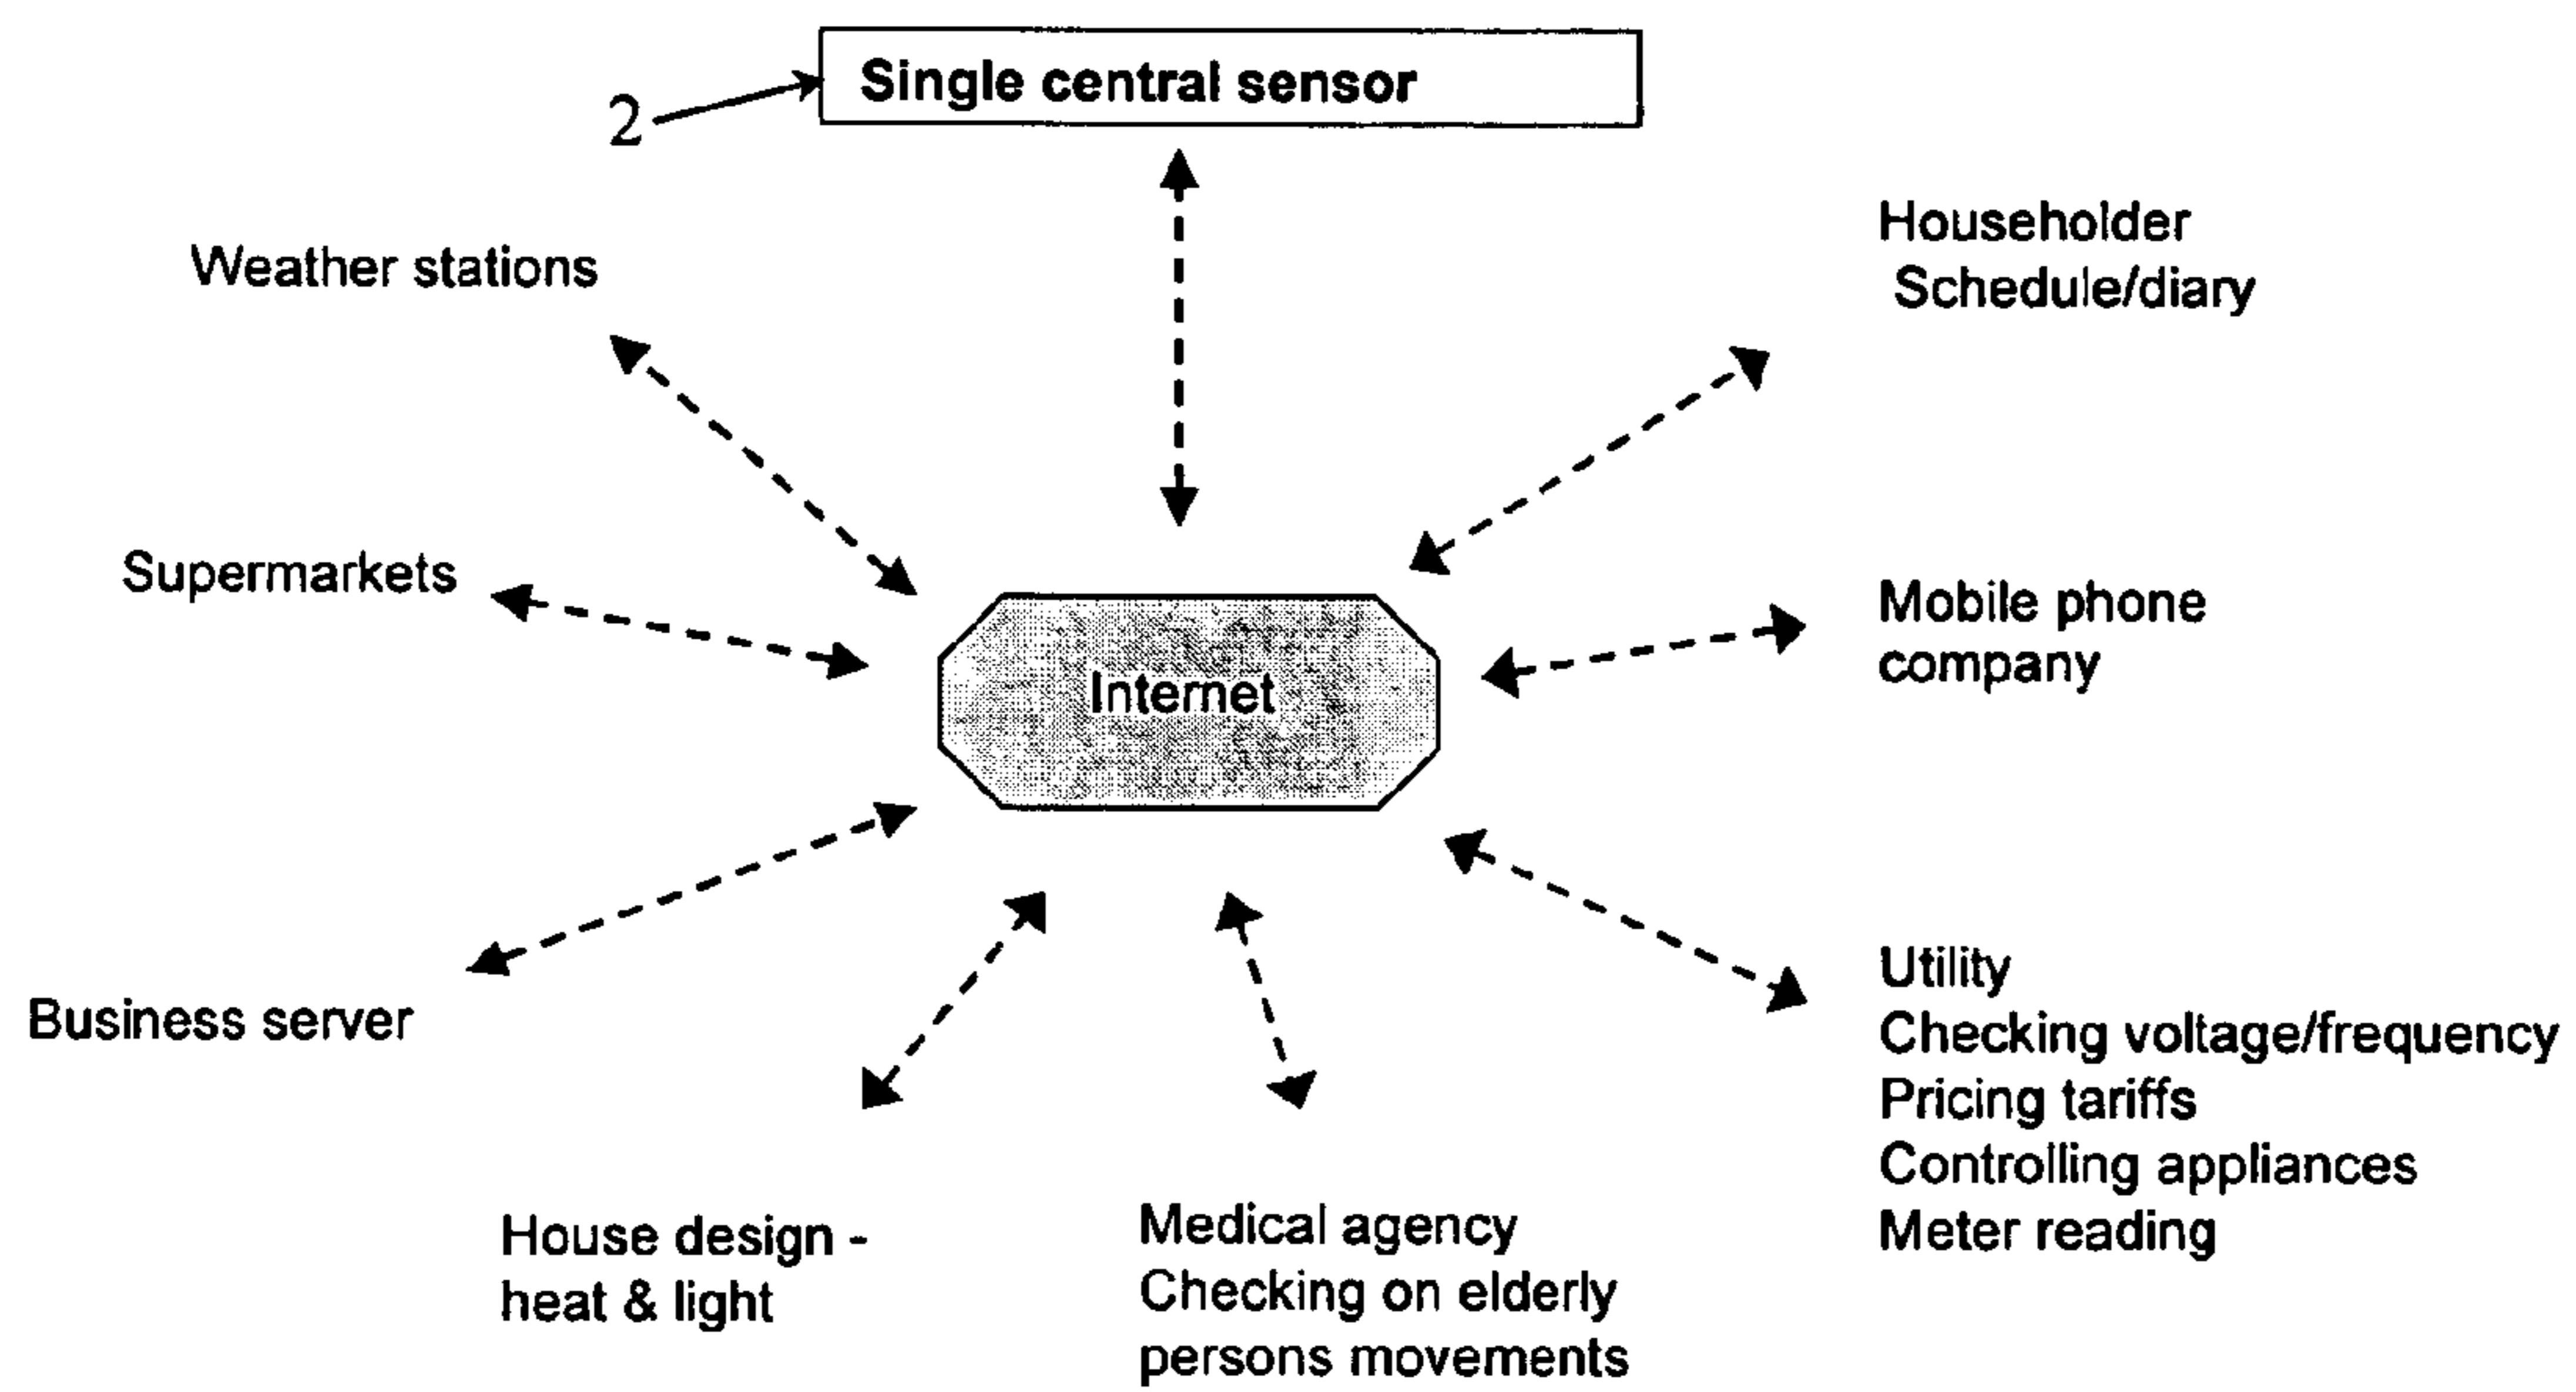 Single central sensor
2
Weather stations
Householder
Schedule/diary
Supermarkets
Mobile phone
company
Internet
Business server
Utility
Checking voltage/frequency
Pricing tariffs
Controlling appliances
Meter reading
House design -
heat & light
Medical agency
Checking on elderly
persons movements